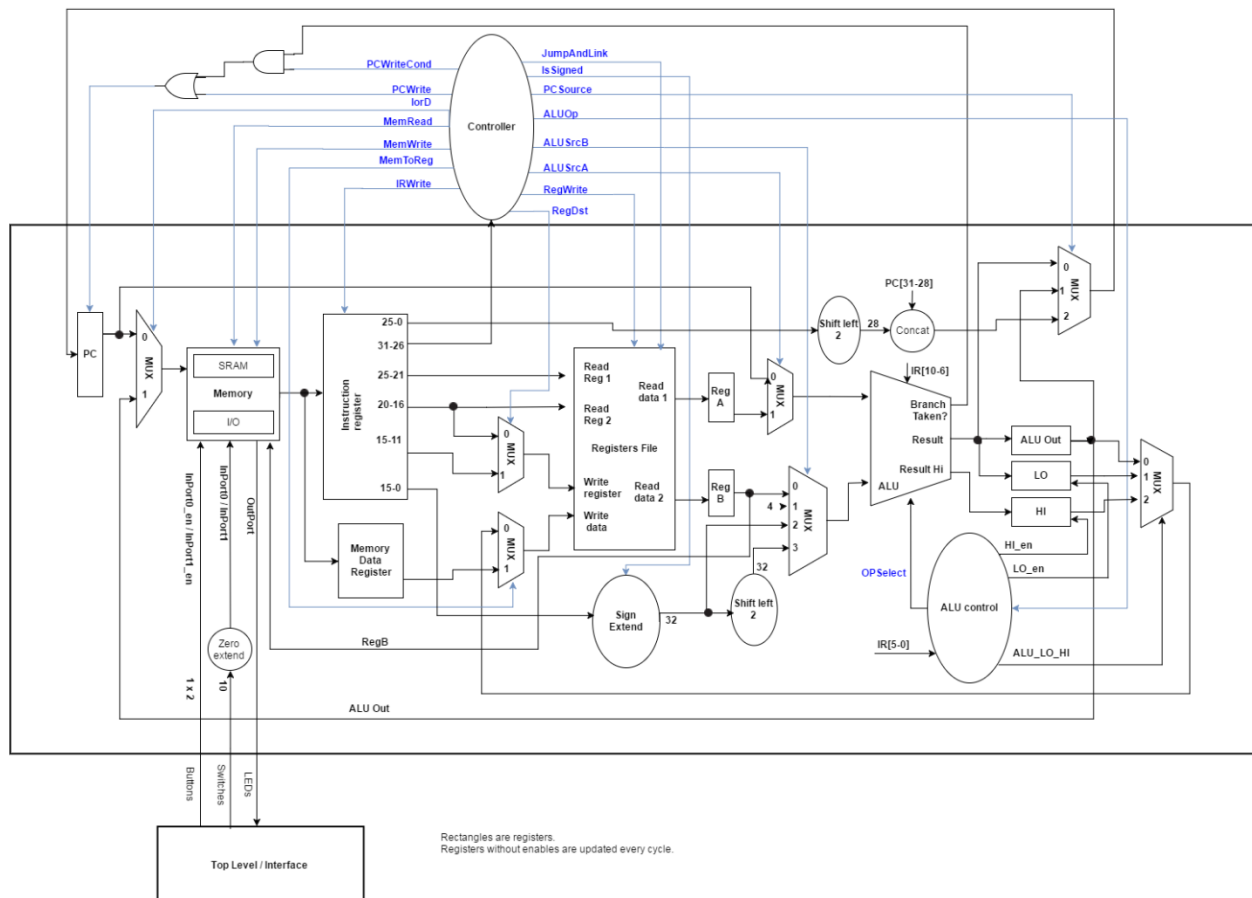 JumpAndLink
IsSigned
PCWriteCond
PCSource
PCWrite
IorD
ALUOp
MemRead
Controller
MemWrite
ALUSrcB
MemToReg
ALUSrcA
IRWrite
RegWrite
RegDst
PC
0
MUX
1
SRAM
Memory
I/O
Instruction register
25-0
31-26
25-21
20-16
15-11
15-0
Memory
Data
Register
0
MUX
1
0
MUX
1
Read
Reg 1
Read
Reg 2
Registers File
Write
register
Write
data
Read
data 1
Read
data 2
Reg
A
Reg
B
0
MUX
1
0
4
1
2
3
MUX
Shift left
2
28
PC[31-28]
Concat
IR[10-6]
Branch
Taken?
Result
Result Hi
ALU
ALU Out
LO
HI
0
1
2
MUX
0
1
2
MUX
HI_en
LO_en
OPSelect
ALU control
ALU_LO_HI
IR[5-0]
Sign
Extend
32
Shift left
2
32
RegB
ALU Out
InPort0_en / InPort1_en
InPort0 / InPort1
OutPort
Zero
extend
1 x 2
10
Buttons
Switches
LEDs
Top Level / Interface
Rectangles are registers.
Registers without enables are updated every cycle.